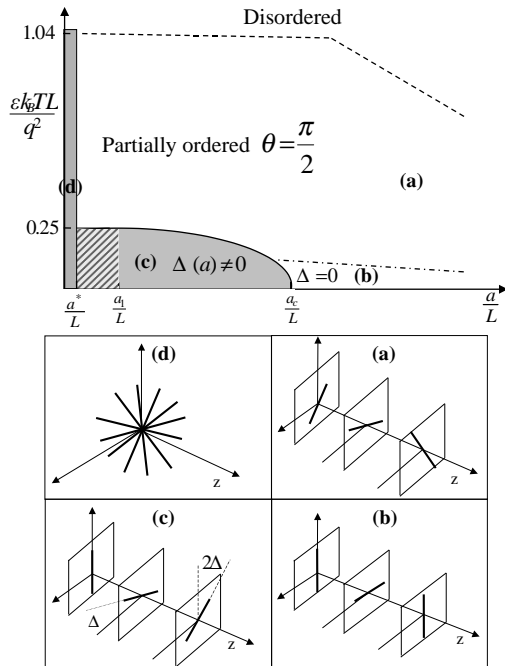 Disordered
1.04
εk_BTL/q²
Partially ordered θ=π/2
(d)
(a)
0.25
(c) Δ(a)≠0
Δ=0 (b)
a*/L
a₁/L
a_c/L
a/L
(d)
z
(a)
z
(c)
2Δ
Δ
z
(b)
z